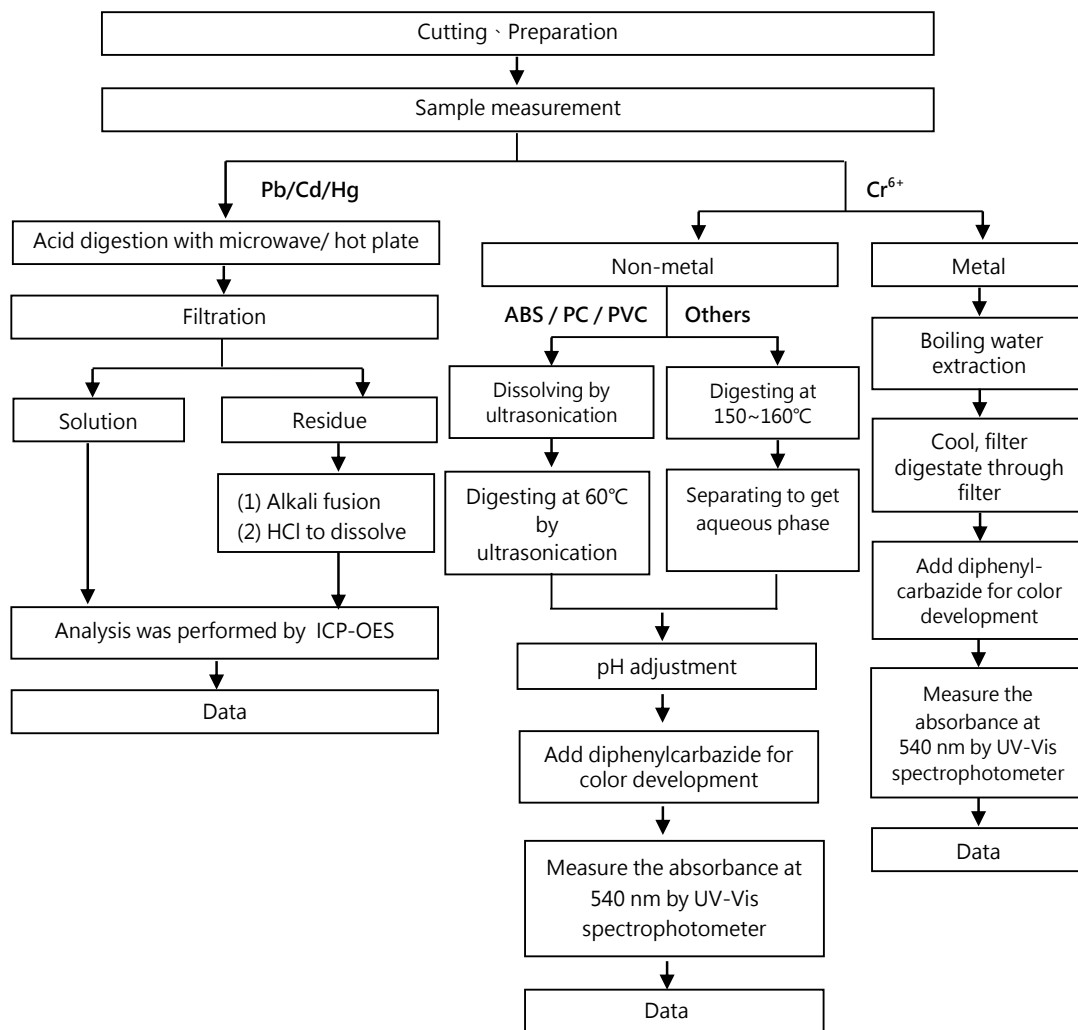 Cutting、Preparation
Sample measurement
Pb/Cd/Hg
Acid digestion with microwave/ hot plate
Filtration
Solution
Residue
(1) Alkali fusion
(2) HCl to dissolve
Analysis was performed by ICP-OES
Data
Cr⁶⁺
Non-metal
ABS / PC / PVC
Others
Dissolving by
ultrasonication
Digesting at 60℃
by
ultrasonication
Digesting at
150~160℃
Separating to get
aqueous phase
pH adjustment
Add diphenylcarbazide for
color development
Measure the absorbance at
540 nm by UV-Vis
spectrophotometer
Data
Metal
Boiling water
extraction
Cool, filter
digestate through
filter
Add diphenyl-
carbazide for color
development
Measure the
absorbance at
540 nm by UV-Vis
spectrophotometer
Data